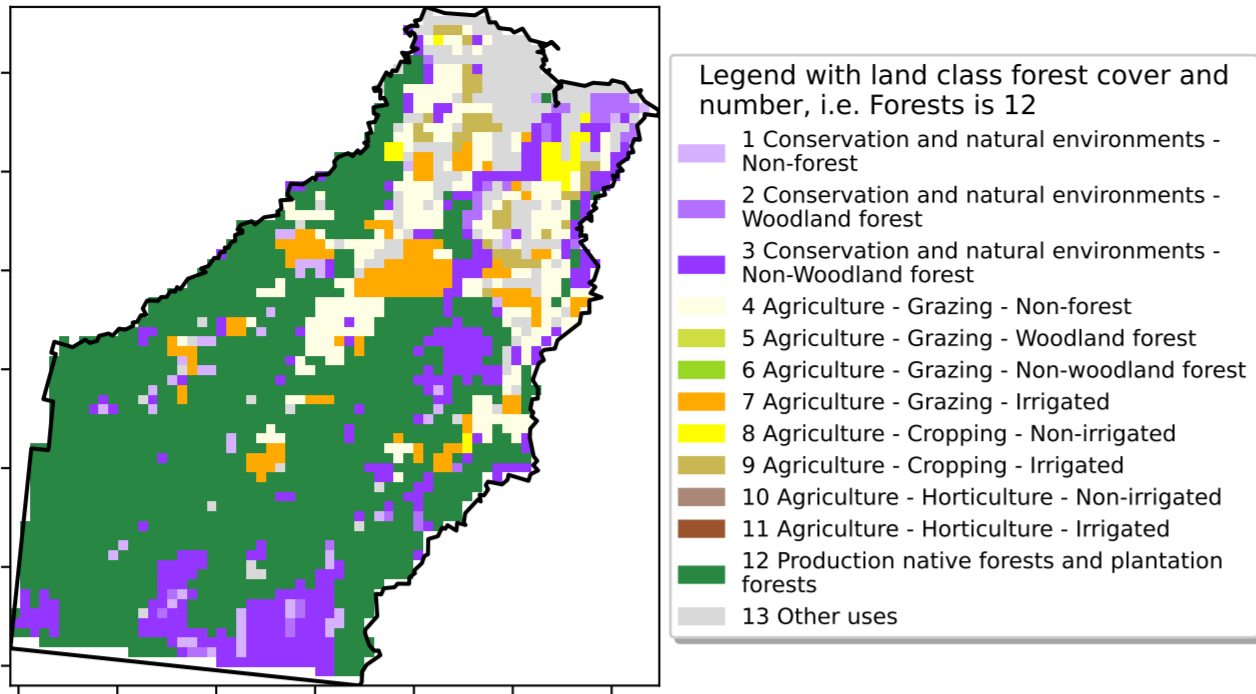 Legend with land class forest cover and
number, i.e. Forests is 12
1 Conservation and natural environments -
Non-forest
2 Conservation and natural environments -
Woodland forest
3 Conservation and natural environments -
Non-Woodland forest
4 Agriculture - Grazing - Non-forest
5 Agriculture - Grazing - Woodland forest
6 Agriculture - Grazing - Non-woodland forest
7 Agriculture - Grazing - Irrigated
8 Agriculture - Cropping - Non-irrigated
9 Agriculture - Cropping - Irrigated
10 Agriculture - Horticulture - Non-irrigated
11 Agriculture - Horticulture - Irrigated
12 Production native forests and plantation
forests
13 Other uses